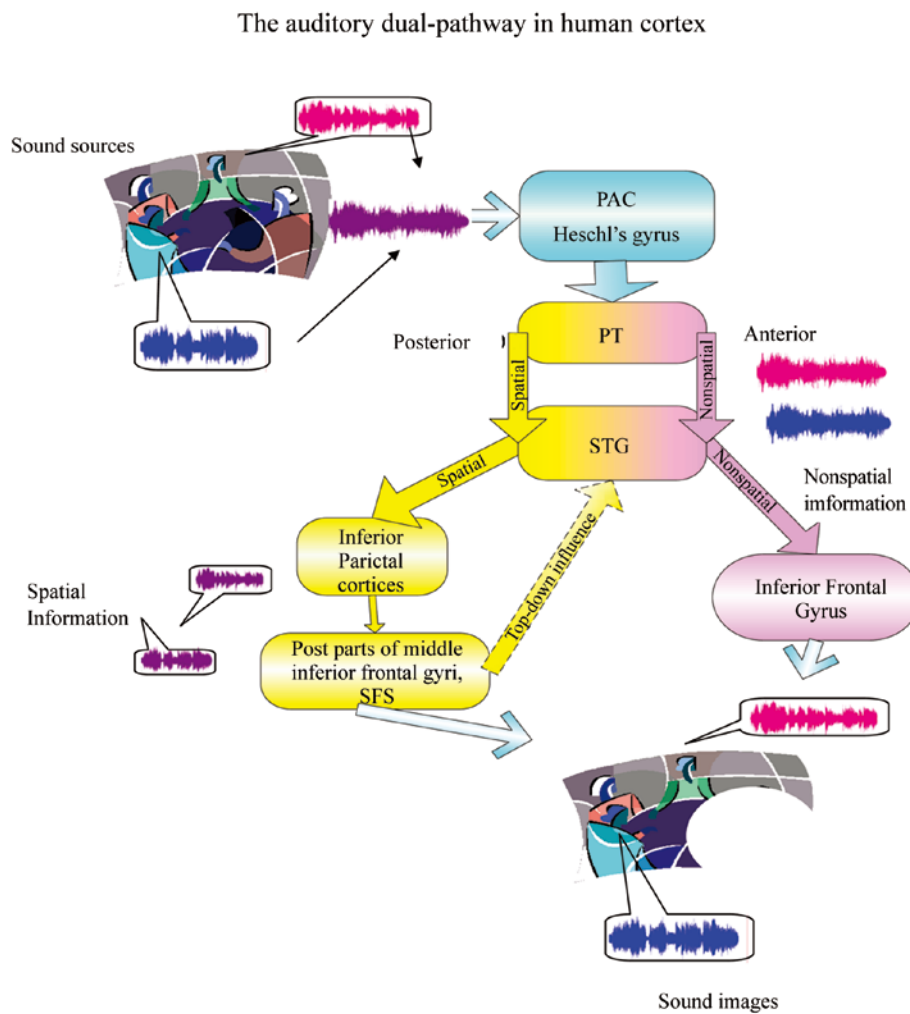 The auditory dual-pathway in human cortex
Sound sources
PAC
Heschl's gyrus
Posterior
PT
Anterior
Spatial
Nonspatial
STG
Spatial
Nonspatial
Nonspatial
imformation
Top-down influence
Inferior
Parictal
cortices
Spatial
Information
Inferior Frontal
Gyrus
Post parts of middle
inferior frontal gyri,
SFS
Sound images